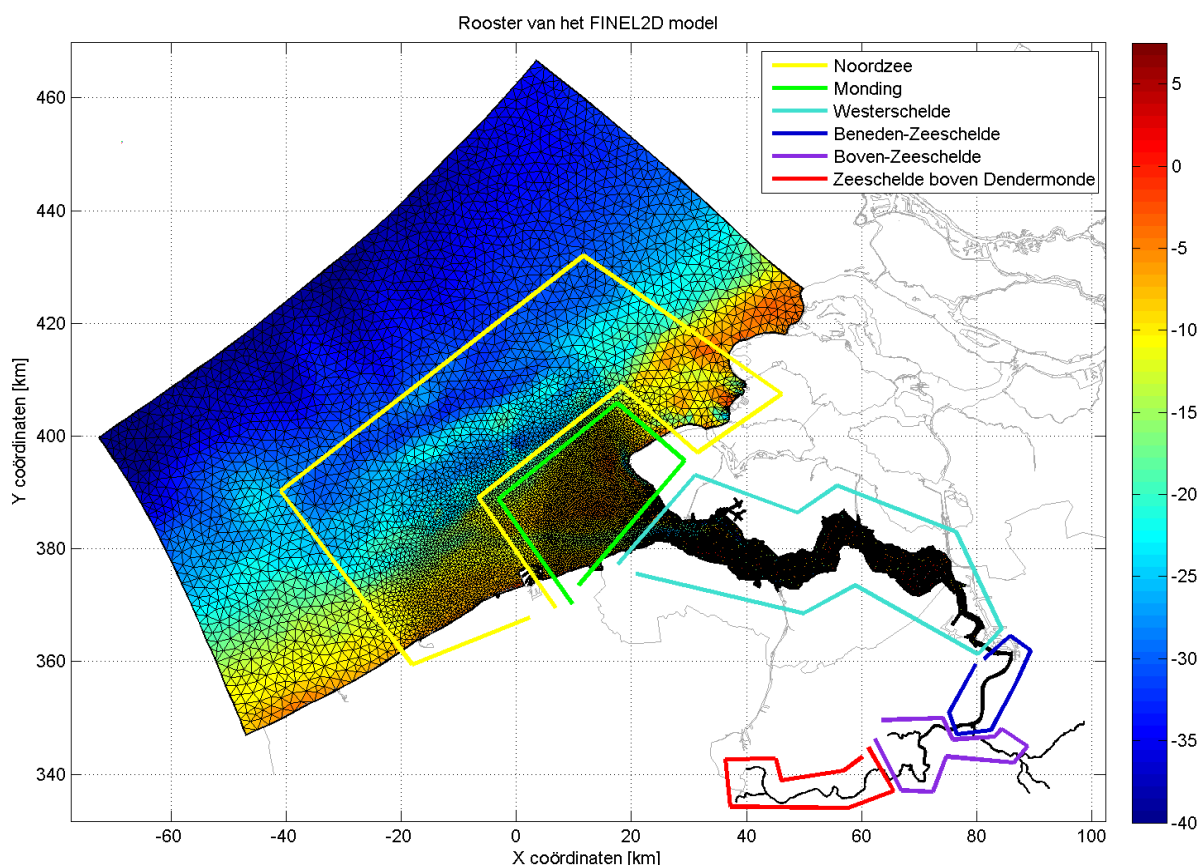 Rooster van het FINEL2D model
Noordzee
Monding
Westerschelde
Beneden-Zeeschelde
Boven-Zeeschelde
Zeeschelde boven Dendermonde
Y coördinaten [km]
460
440
420
400
380
360
340
-60
-40
-20
0
20
40
60
80
100
X coördinaten [km]
5
0
-5
-10
-15
-20
-25
-30
-35
-40